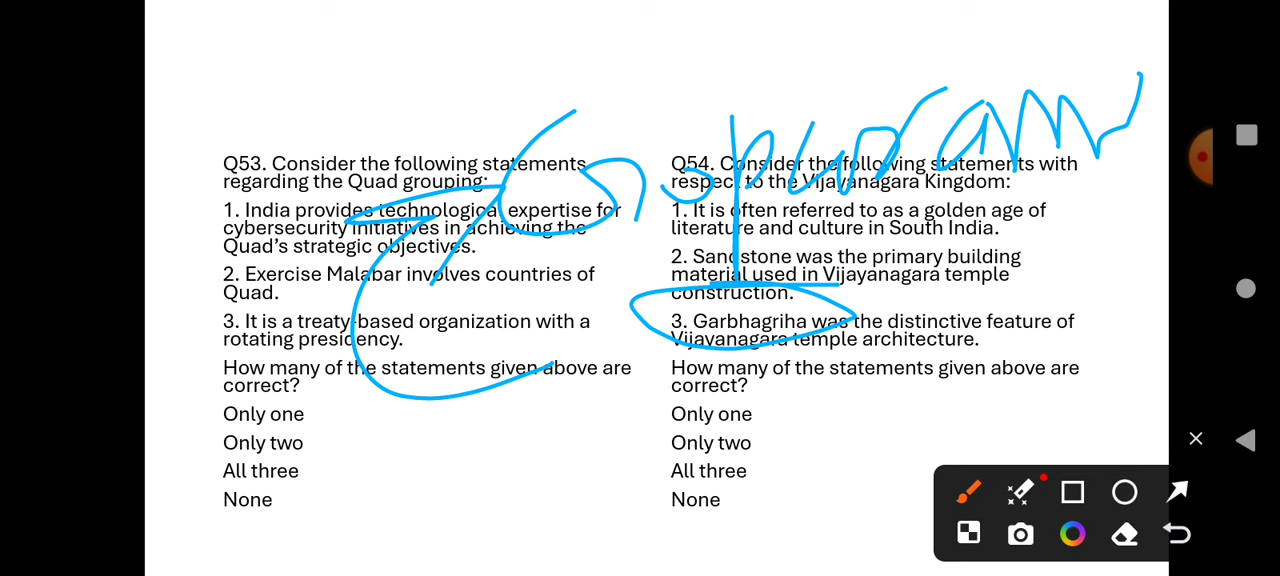 Gopuram
Q53. Consider the following statements
regarding the Quad grouping:
1. India provides technological expertise for
cybersecurity initiatives in achieving the
Quad's strategic objectives.
2. Exercise Malabar involves countries of
Quad.
3. It is a treaty-based organization with a
rotating presidency.
How many of the statements given above are
correct?
Only one
Only two
All three
None
Q54. Consider the following statements with
respect to the Vijayanagara Kingdom:
1. It is often referred to as a golden age of
literature and culture in South India.
2. Sandstone was the primary building
material used in Vijayanagara temple
construction.
3. Garbhagriha was the distinctive feature of
Vijayanagara temple architecture.
How many of the statements given above are
correct?
Only one
Only two
All three
None